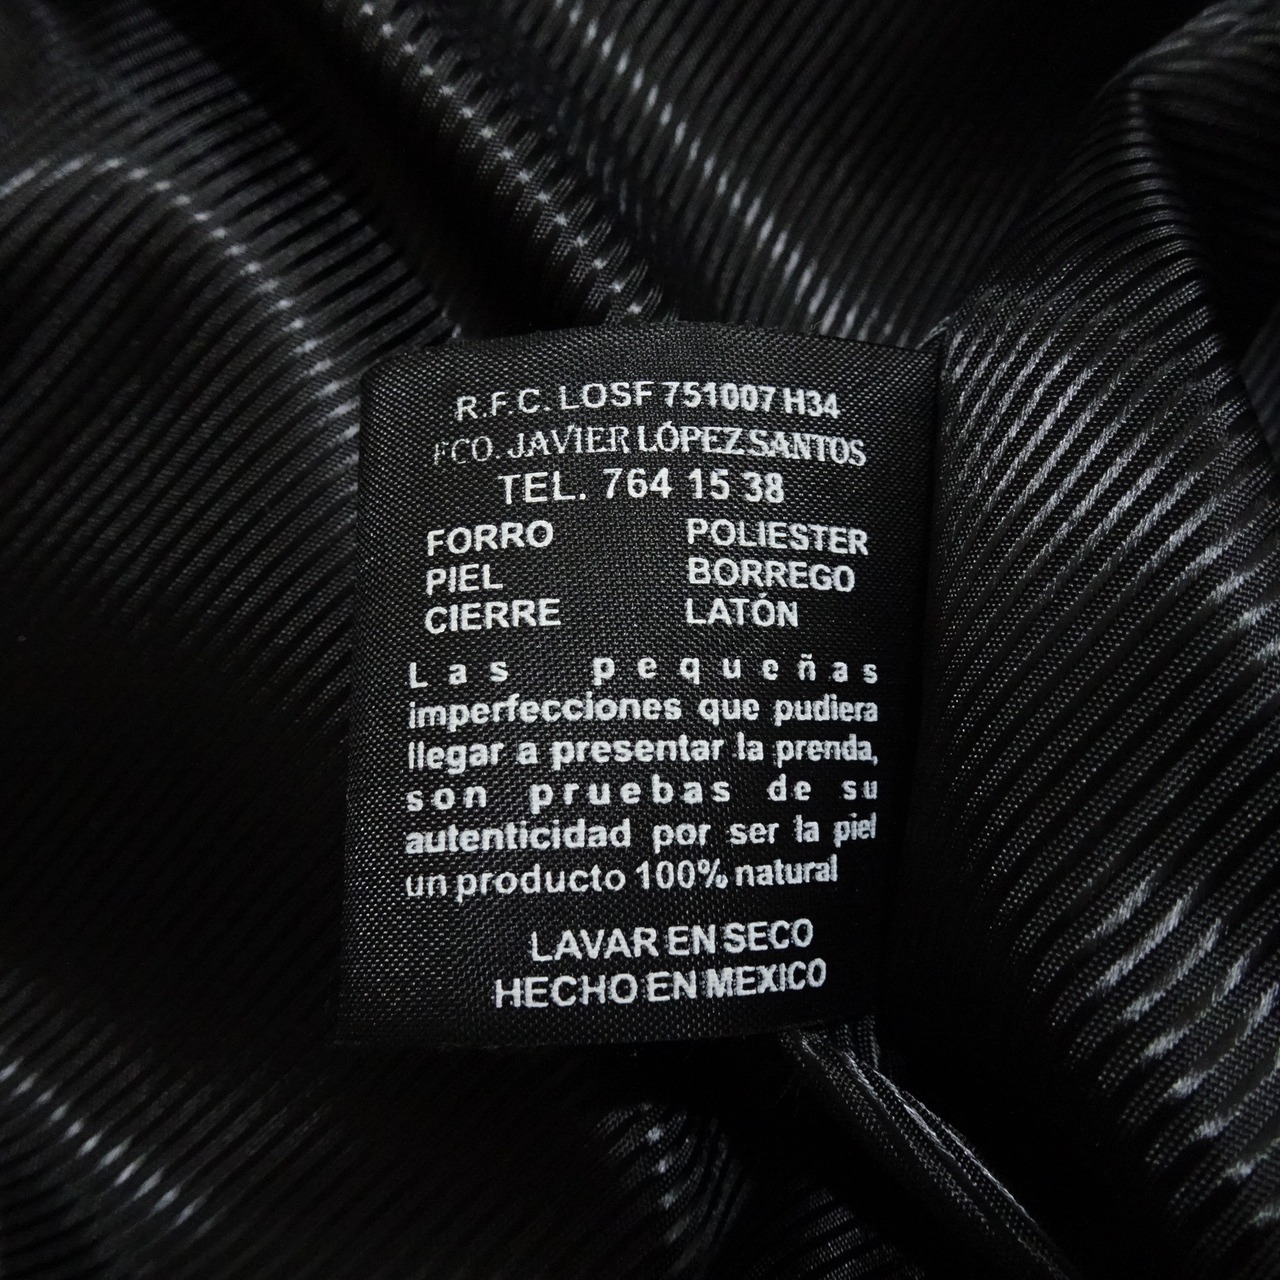 R.F.C. LOSF 751007 H34
FCO. JAVIER LÓPEZ SANTOS
TEL. 764 15 38
FORRO POLIESTER
PIEL BORREGO
CIERRE LATÓN
Las pequeñas
imperfecciones que pudiera
llegar a presentar la prenda,
son pruebas de su
autenticidad por ser la piel
un producto 100% natural
LAVAR EN SECO
HECHO EN MEXICO